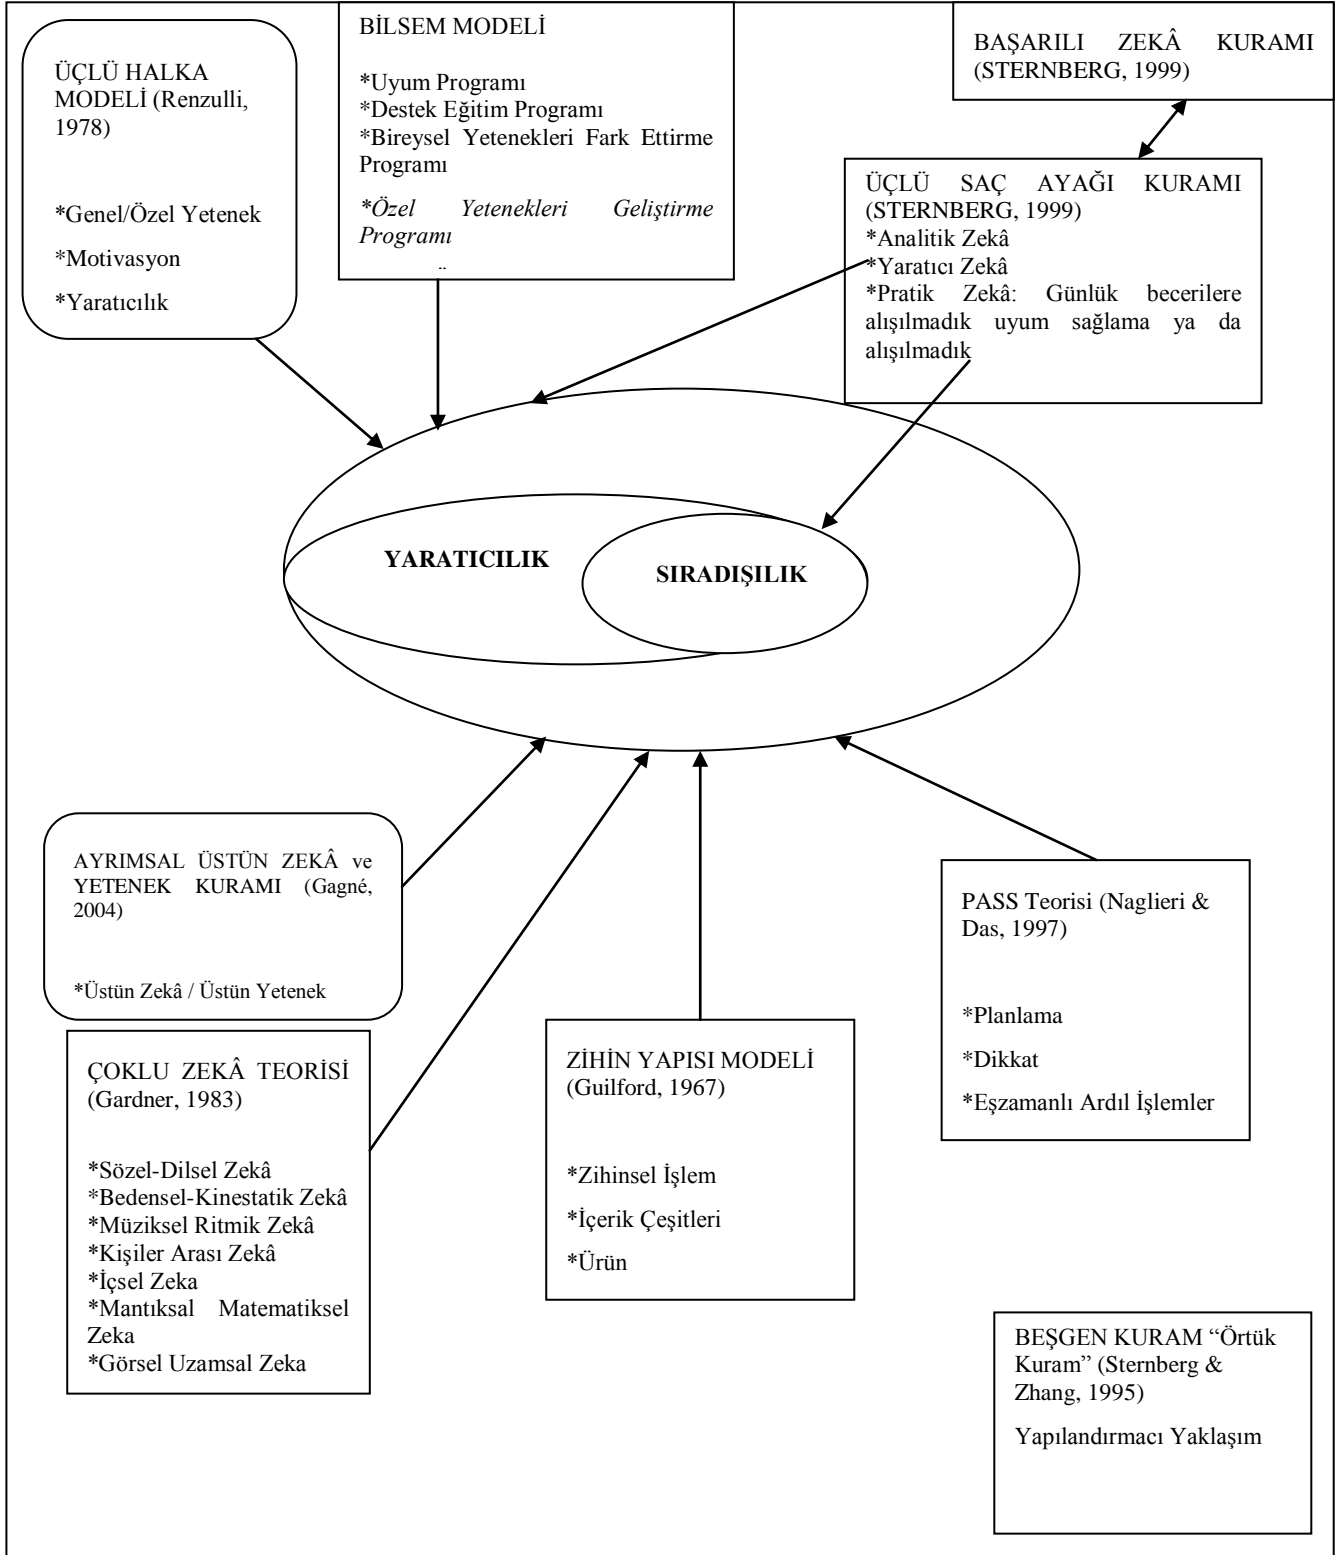 ÜÇLÜ HALKA
MODELİ (Renzulli,
1978)
*Genel/Özel Yetenek
*Motivasyon
*Yaratıcılık
BİLSEM MODELİ
*Uyum Programı
*Destek Eğitim Programı
*Bireysel Yetenekleri Fark Ettirme
Programı
*Özel Yetenekleri Geliştirme
Programı
BAŞARILI ZEKÂ KURAMI
(STERNBERG, 1999)
ÜÇLÜ SAÇ AYAĞI KURAMI
(STERNBERG, 1999)
*Analitik Zekâ
*Yaratıcı Zekâ
*Pratik Zekâ: Günlük becerilere
alışılmadık uyum sağlama ya da
alışılmadık
YARATICILIK
SIRADIŞILIK
AYRIMSAL ÜSTÜN ZEKÂ ve
YETENEK KURAMI (Gagné,
2004)
*Üstün Zekâ / Üstün Yetenek
ÇOKLU ZEKÂ TEORİSİ
(Gardner, 1983)
*Sözel-Dilsel Zekâ
*Bedensel-Kinestatik Zekâ
*Müziksel Ritmik Zekâ
*Kişiler Arası Zekâ
*İçsel Zeka
*Mantıksal Matematiksel
Zeka
*Görsel Uzamsal Zeka
ZİHİN YAPISI MODELİ
(Guilford, 1967)
*Zihinsel İşlem
*İçerik Çeşitleri
*Ürün
PASS Teorisi (Naglieri &
Das, 1997)
*Planlama
*Dikkat
*Eşzamanlı Ardıl İşlemler
BEŞGEN KURAM “Örtük
Kuram” (Sternberg &
Zhang, 1995)
Yapılandırmacı Yaklaşım